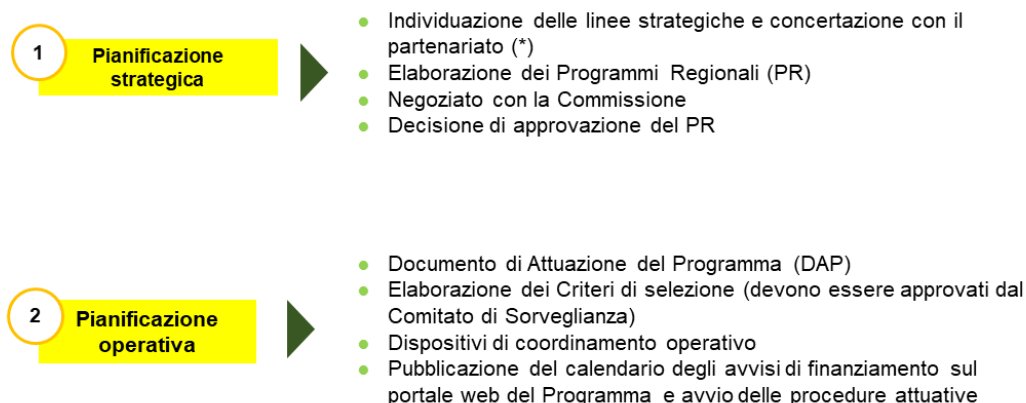 1
Pianificazione
strategica
Individuazione delle linee strategiche e concertazione con il
partenariato (*)
Elaborazione dei Programmi Regionali (PR)
Negoziato con la Commissione
Decisione di approvazione del PR
2
Pianificazione
operativa
Documento di Attuazione del Programma (DAP)
Elaborazione dei Criteri di selezione (devono essere approvati dal
Comitato di Sorveglianza)
Dispositivi di coordinamento operativo
Pubblicazione del calendario degli avvisi di finanziamento sul
portale web del Programma e avvio delle procedure attuative